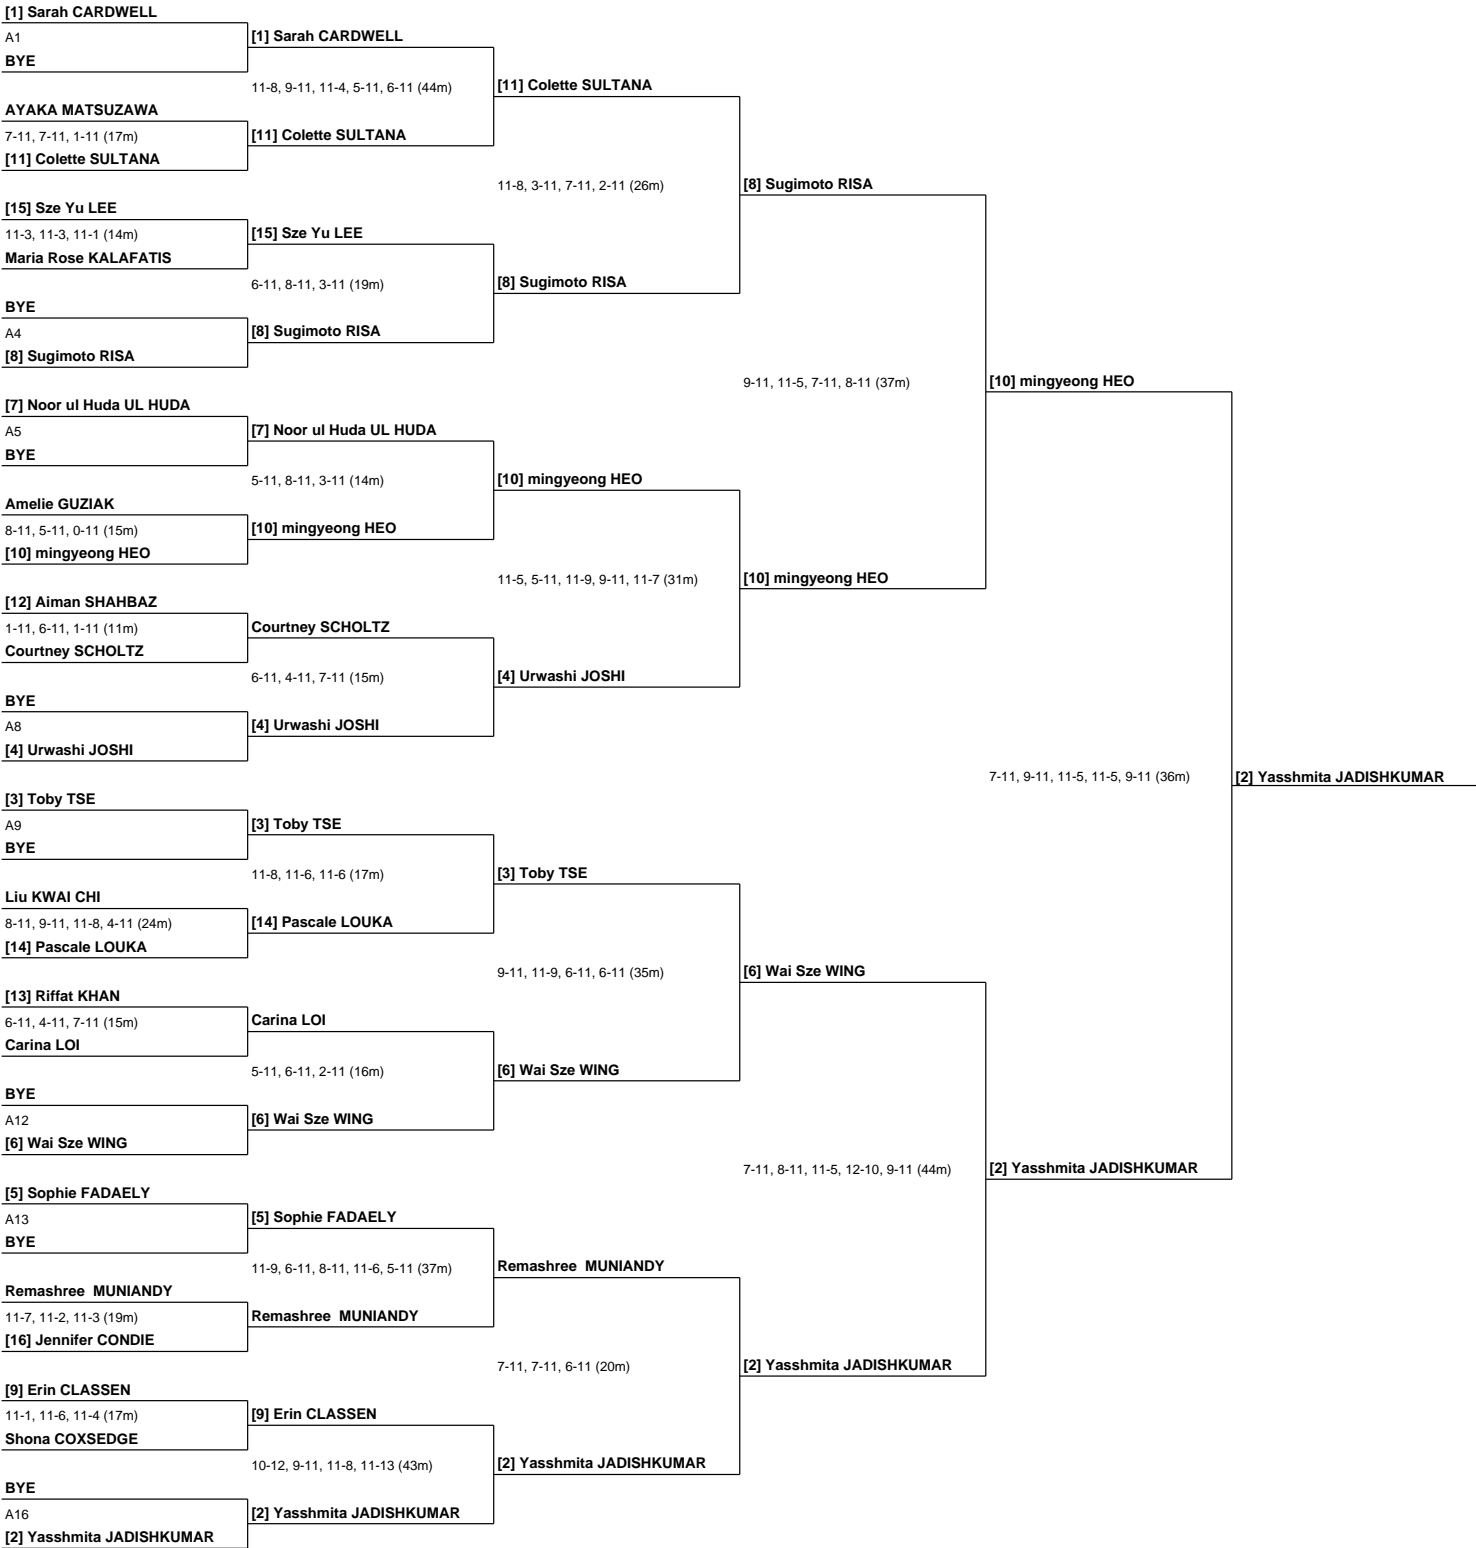 [1] Sarah CARDWELL
A1
BYE
AYAKA MATSUZAWA
7-11, 7-11, 1-11 (17m)
[11] Colette SULTANA
[15] Sze Yu LEE
11-3, 11-3, 11-1 (14m)
Maria Rose KALAFATIS
BYE
A4
[8] Sugimoto RISA
[7] Noor ul Huda UL HUDA
A5
BYE
Amelie GUZIAK
8-11, 5-11, 0-11 (15m)
[10] mingyeong HEO
[12] Aiman SHAHBAZ
1-11, 6-11, 1-11 (11m)
Courtney SCHOLTZ
BYE
A8
[4] Urwashi JOSHI
[3] Toby TSE
A9
BYE
Liu KWAI CHI
8-11, 9-11, 11-8, 4-11 (24m)
[14] Pascale LOUKA
[13] Riffat KHAN
6-11, 4-11, 7-11 (15m)
Carina LOI
BYE
A12
[6] Wai Sze WING
[5] Sophie FADAELY
A13
BYE
Remashree  MUNIANDY
11-7, 11-2, 11-3 (19m)
[16] Jennifer CONDIE
[9] Erin CLASSEN
11-1, 11-6, 11-4 (17m)
Shona COXSEDGE
BYE
A16
[2] Yasshmita JADISHKUMAR
[1] Sarah CARDWELL
11-8, 9-11, 11-4, 5-11, 6-11 (44m)
[11] Colette SULTANA
[15] Sze Yu LEE
6-11, 8-11, 3-11 (19m)
[8] Sugimoto RISA
[7] Noor ul Huda UL HUDA
5-11, 8-11, 3-11 (14m)
[10] mingyeong HEO
Courtney SCHOLTZ
6-11, 4-11, 7-11 (15m)
[4] Urwashi JOSHI
[3] Toby TSE
11-8, 11-6, 11-6 (17m)
[14] Pascale LOUKA
Carina LOI
5-11, 6-11, 2-11 (16m)
[6] Wai Sze WING
[5] Sophie FADAELY
11-9, 6-11, 8-11, 11-6, 5-11 (37m)
Remashree  MUNIANDY
[9] Erin CLASSEN
10-12, 9-11, 11-8, 11-13 (43m)
[2] Yasshmita JADISHKUMAR
[11] Colette SULTANA
11-8, 3-11, 7-11, 2-11 (26m)
[8] Sugimoto RISA
[10] mingyeong HEO
11-5, 5-11, 11-9, 9-11, 11-7 (31m)
[4] Urwashi JOSHI
[3] Toby TSE
9-11, 11-9, 6-11, 6-11 (35m)
[6] Wai Sze WING
Remashree  MUNIANDY
7-11, 7-11, 6-11 (20m)
[2] Yasshmita JADISHKUMAR
[8] Sugimoto RISA
9-11, 11-5, 7-11, 8-11 (37m)
[10] mingyeong HEO
[6] Wai Sze WING
7-11, 8-11, 11-5, 12-10, 9-11 (44m)
[2] Yasshmita JADISHKUMAR
[10] mingyeong HEO
7-11, 9-11, 11-5, 11-5, 9-11 (36m)
[2] Yasshmita JADISHKUMAR
[2] Yasshmita JADISHKUMAR